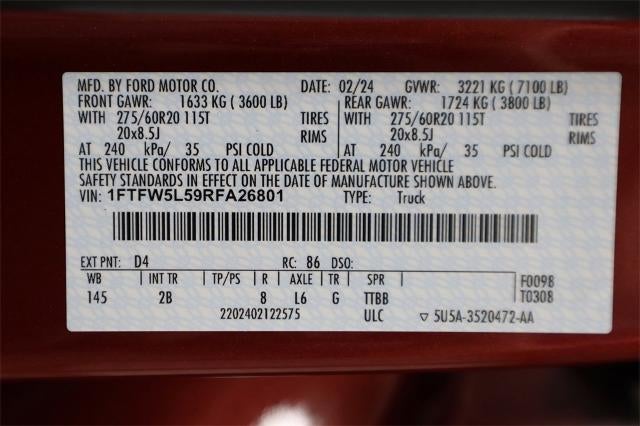 MFD. BY FORD MOTOR CO. DATE: 02/24 GVWR: 3221 KG ( 7100 LB)
FRONT GAWR: 1633 KG ( 3600 LB) REAR GAWR: 1724 KG ( 3800 LB)
WITH 275/60R20 115T TIRES WITH 275/60R20 115T TIRES
20x8.5J RIMS 20x8.5J RIMS
AT 240 kPa/ 35 PSI COLD AT 240 kPa/ 35 PSI COLD
THIS VEHICLE CONFORMS TO ALL APPLICABLE FEDERAL MOTOR VEHICLE
SAFETY STANDARDS IN EFFECT ON THE DATE OF MANUFACTURE SHOWN ABOVE.
VIN: 1FTFW5L59RFA26801 TYPE: Truck
EXT PNT: D4 RC: 86 DSO:
WB INT TR TP/PS R AXLE TR SPR F0098
145 2B 8 L6 G TTBB T0308
2202402122575 ULC ▽ 5U5A-3520472-AA